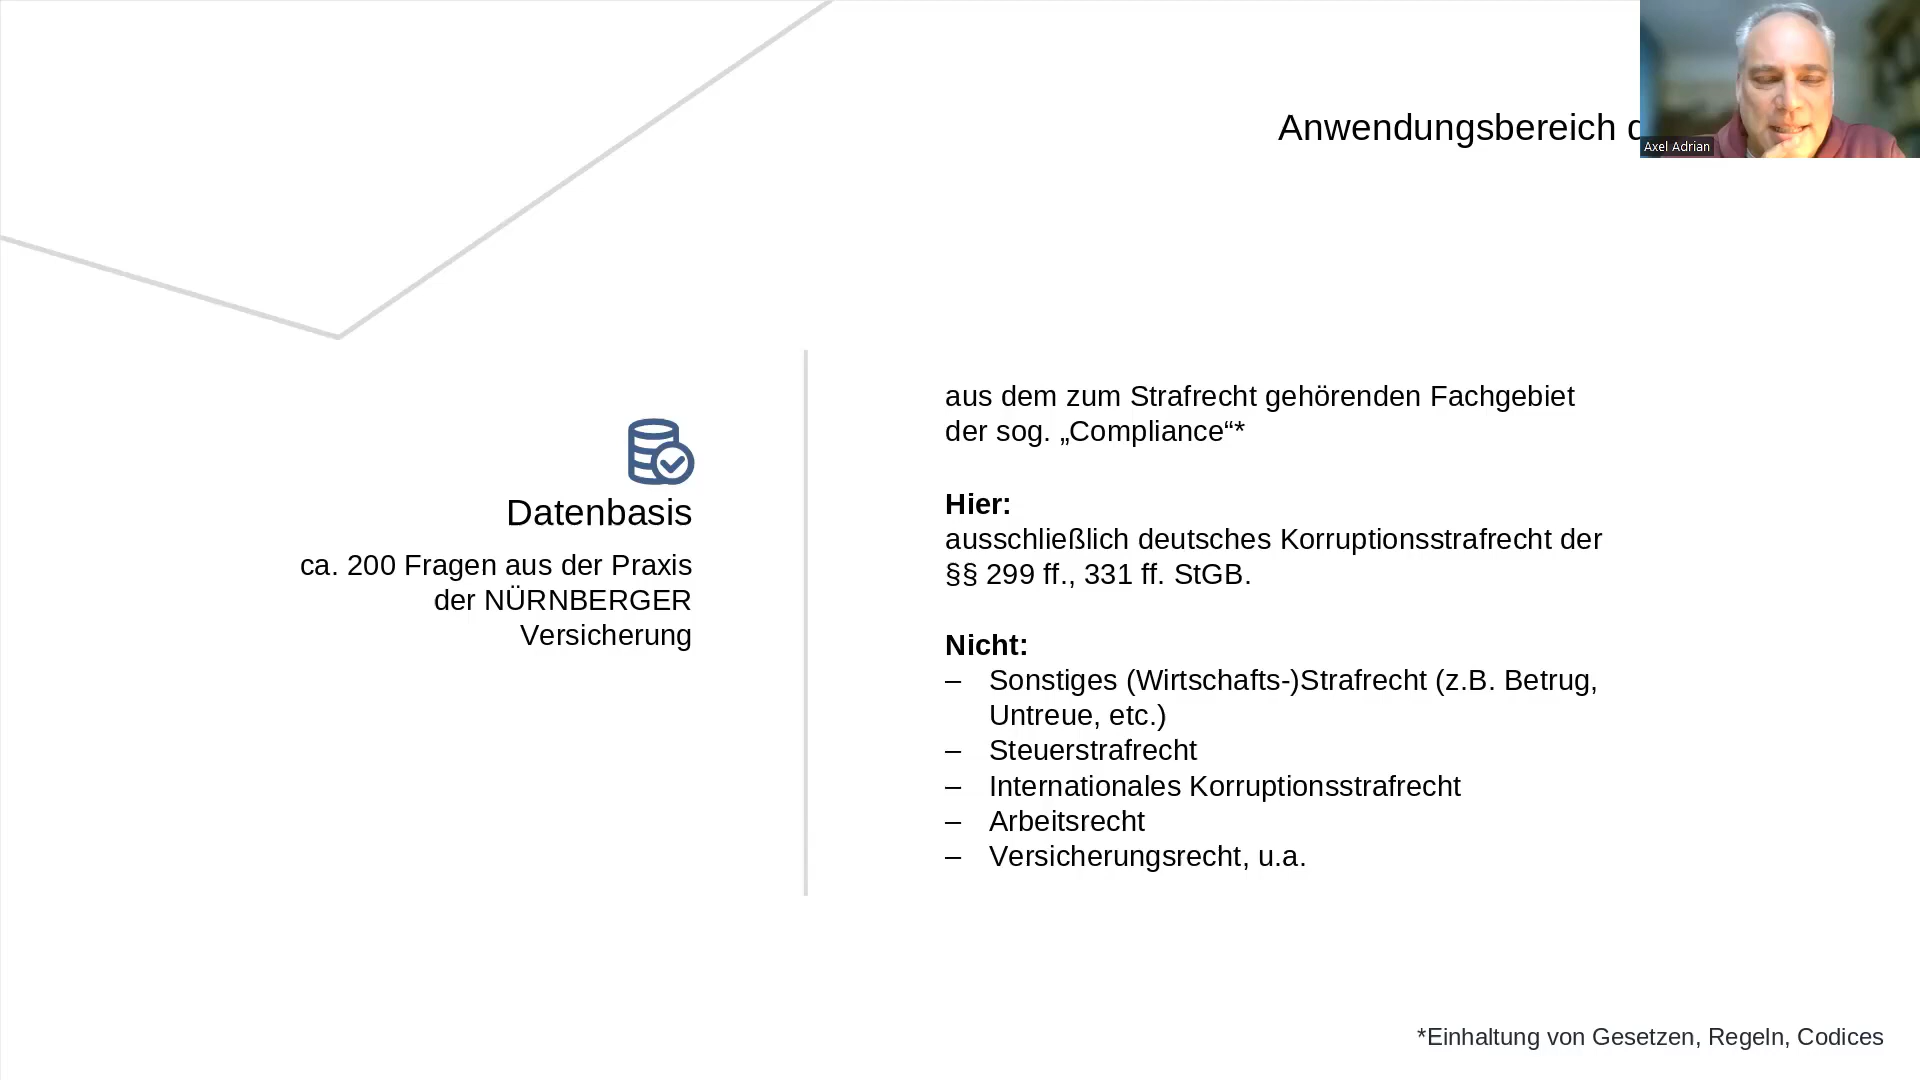 Anwendungsbereich
Axel Adrian
Datenbasis
ca. 200 Fragen aus der Praxis
der NÜRNBERGER
Versicherung
aus dem zum Strafrecht gehörenden Fachgebiet
der sog. „Compliance“*
Hier:
ausschließlich deutsches Korruptionsstrafrecht der
§§ 299 ff., 331 ff. StGB.
Nicht:
– Sonstiges (Wirtschafts-)Strafrecht (z.B. Betrug,
Untreue, etc.)
– Steuerstrafrecht
– Internationales Korruptionsstrafrecht
– Arbeitsrecht
– Versicherungsrecht, u.a.
*Einhaltung von Gesetzen, Regeln, Codices